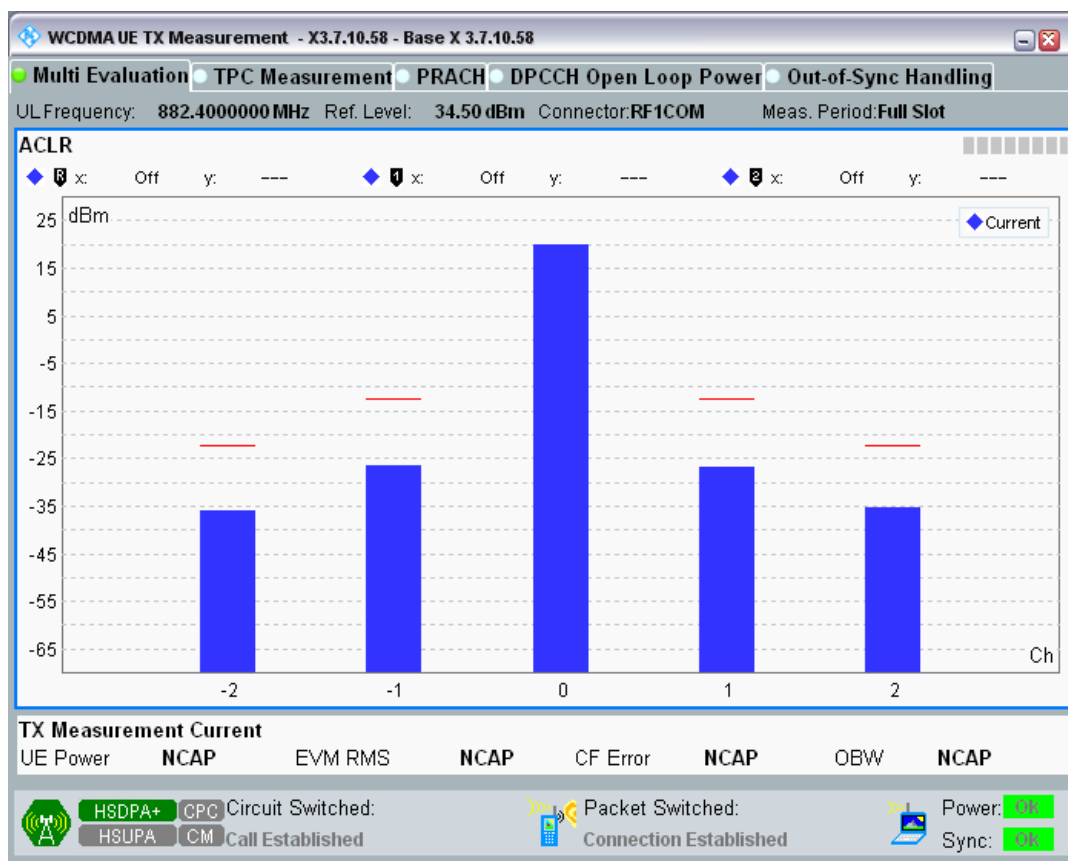 WCDMA UE TX Measurement - X3.7.10.58 - Base X 3.7.10.58
Multi Evaluation TPC Measurement PRACH DPCCH Open Loop Power Out-of-Sync Handling
UL Frequency: 882.4000000 MHz Ref. Level: 34.50 dBm Connector: RF1COM Meas. Period: Full Slot
ACLR
R x: Off y: --- 1 x: Off y: --- 2 x: Off y: ---
dBm
Current
25
15
5
-5
-15
-25
-35
-45
-55
-65
Ch
-2 -1 0 1 2
TX Measurement Current
UE Power NCAP EVM RMS NCAP CF Error NCAP OBW NCAP
HSDPA+ CPC Circuit Switched: Packet Switched: Power: Ok
HSUPA CM Call Established Connection Established Sync: Ok